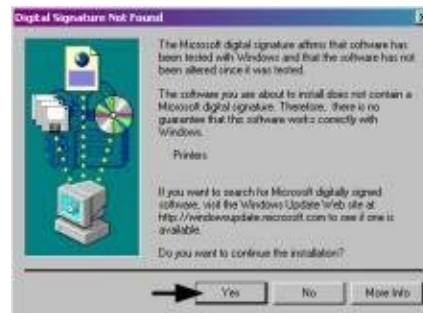 Digital Signature Not Found
The Microsoft digital signature affirms that software has
been tested with Windows and that the software has not
been altered since it was tested.
The software you are about to install does not contain a
Microsoft digital signature. Therefore, there is no
guarantee that this software works correctly with
Windows.
Printers
If you want to search for Microsoft digitally signed
software, visit the Windows Update Web site at
http://windowsupdate.microsoft.com to see if one is
available.
Do you want to continue the installation?
Yes No More Info